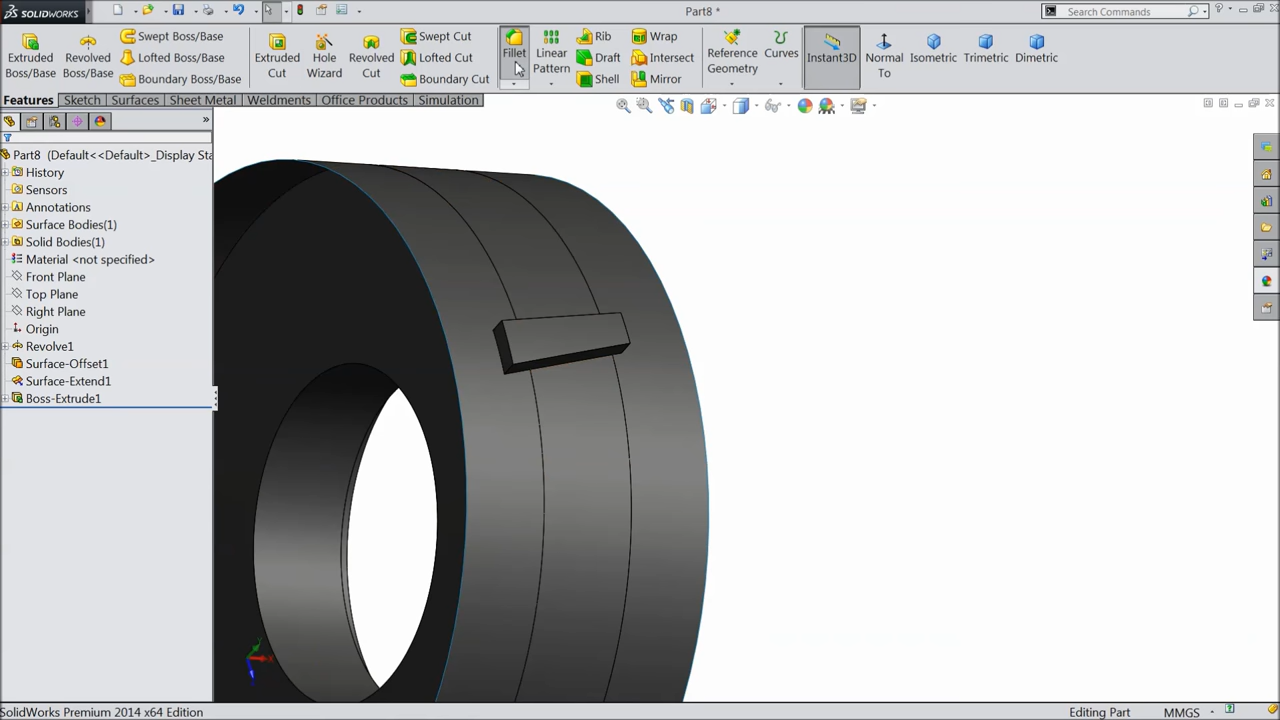 SOLIDWORKS
Part8 *
Search Commands
Extruded Boss/Base
Revolved Boss/Base
Swept Boss/Base
Lofted Boss/Base
Boundary Boss/Base
Extruded Cut
Hole Wizard
Revolved Cut
Swept Cut
Lofted Cut
Boundary Cut
Fillet
Linear Pattern
Rib
Draft
Shell
Wrap
Intersect
Mirror
Reference Geometry
Curves
Instant3D
Normal To
Isometric
Trimetric
Dimetric
Features
Sketch
Surfaces
Sheet Metal
Weldments
Office Products
Simulation
Part8 (Default<<Default>_Display Sta
History
Sensors
Annotations
Surface Bodies(1)
Solid Bodies(1)
Material <not specified>
Front Plane
Top Plane
Right Plane
Origin
Revolve1
Surface-Offset1
Surface-Extend1
Boss-Extrude1
SolidWorks Premium 2014 x64 Edition
Editing Part
MMGS